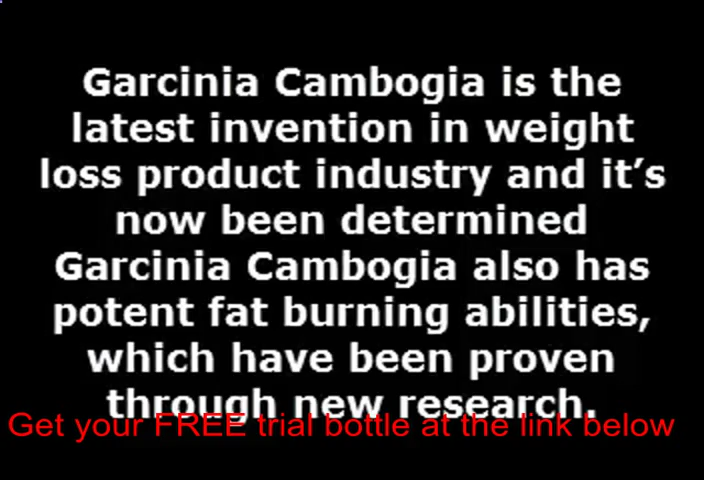 Garcinia Cambogia is the
latest invention in weight
loss product industry and it’s
now been determined
Garcinia Cambogia also has
potent fat burning abilities,
which have been proven
through new research.
Get your FREE trial bottle at the link below